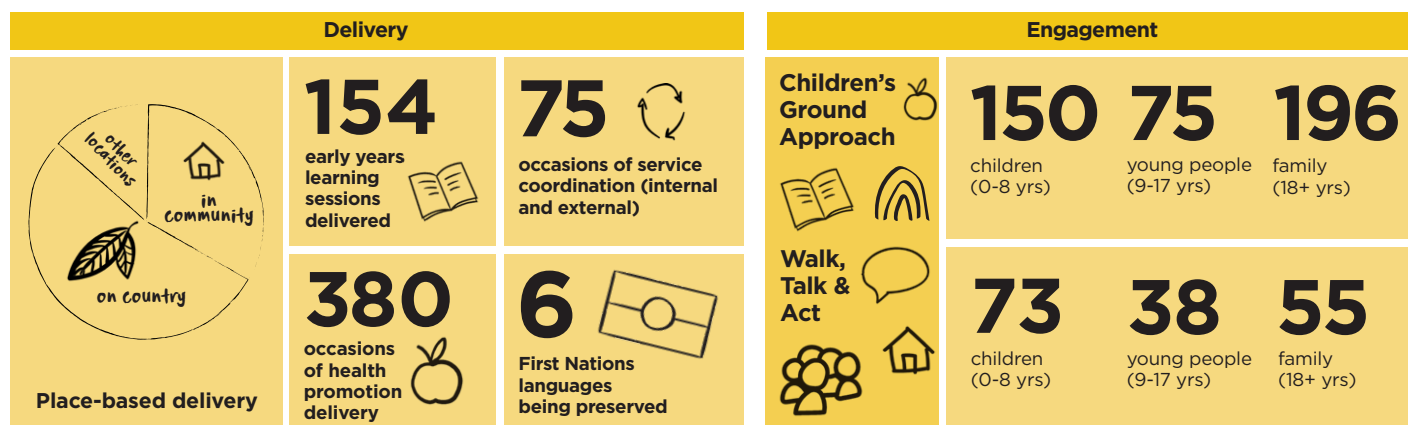 Delivery
other
locations
in
community
on country
Place-based delivery
154
early years
learning
sessions
delivered
75
occasions of service
coordination (internal
and external)
380
occasions
of health
promotion
delivery
6
First Nations
languages
being preserved
Engagement
Children's
Ground
Approach
150
children
(0-8 yrs)
75
young people
(9-17 yrs)
196
family
(18+ yrs)
Walk,
Talk &
Act
73
children
(0-8 yrs)
38
young people
(9-17 yrs)
55
family
(18+ yrs)